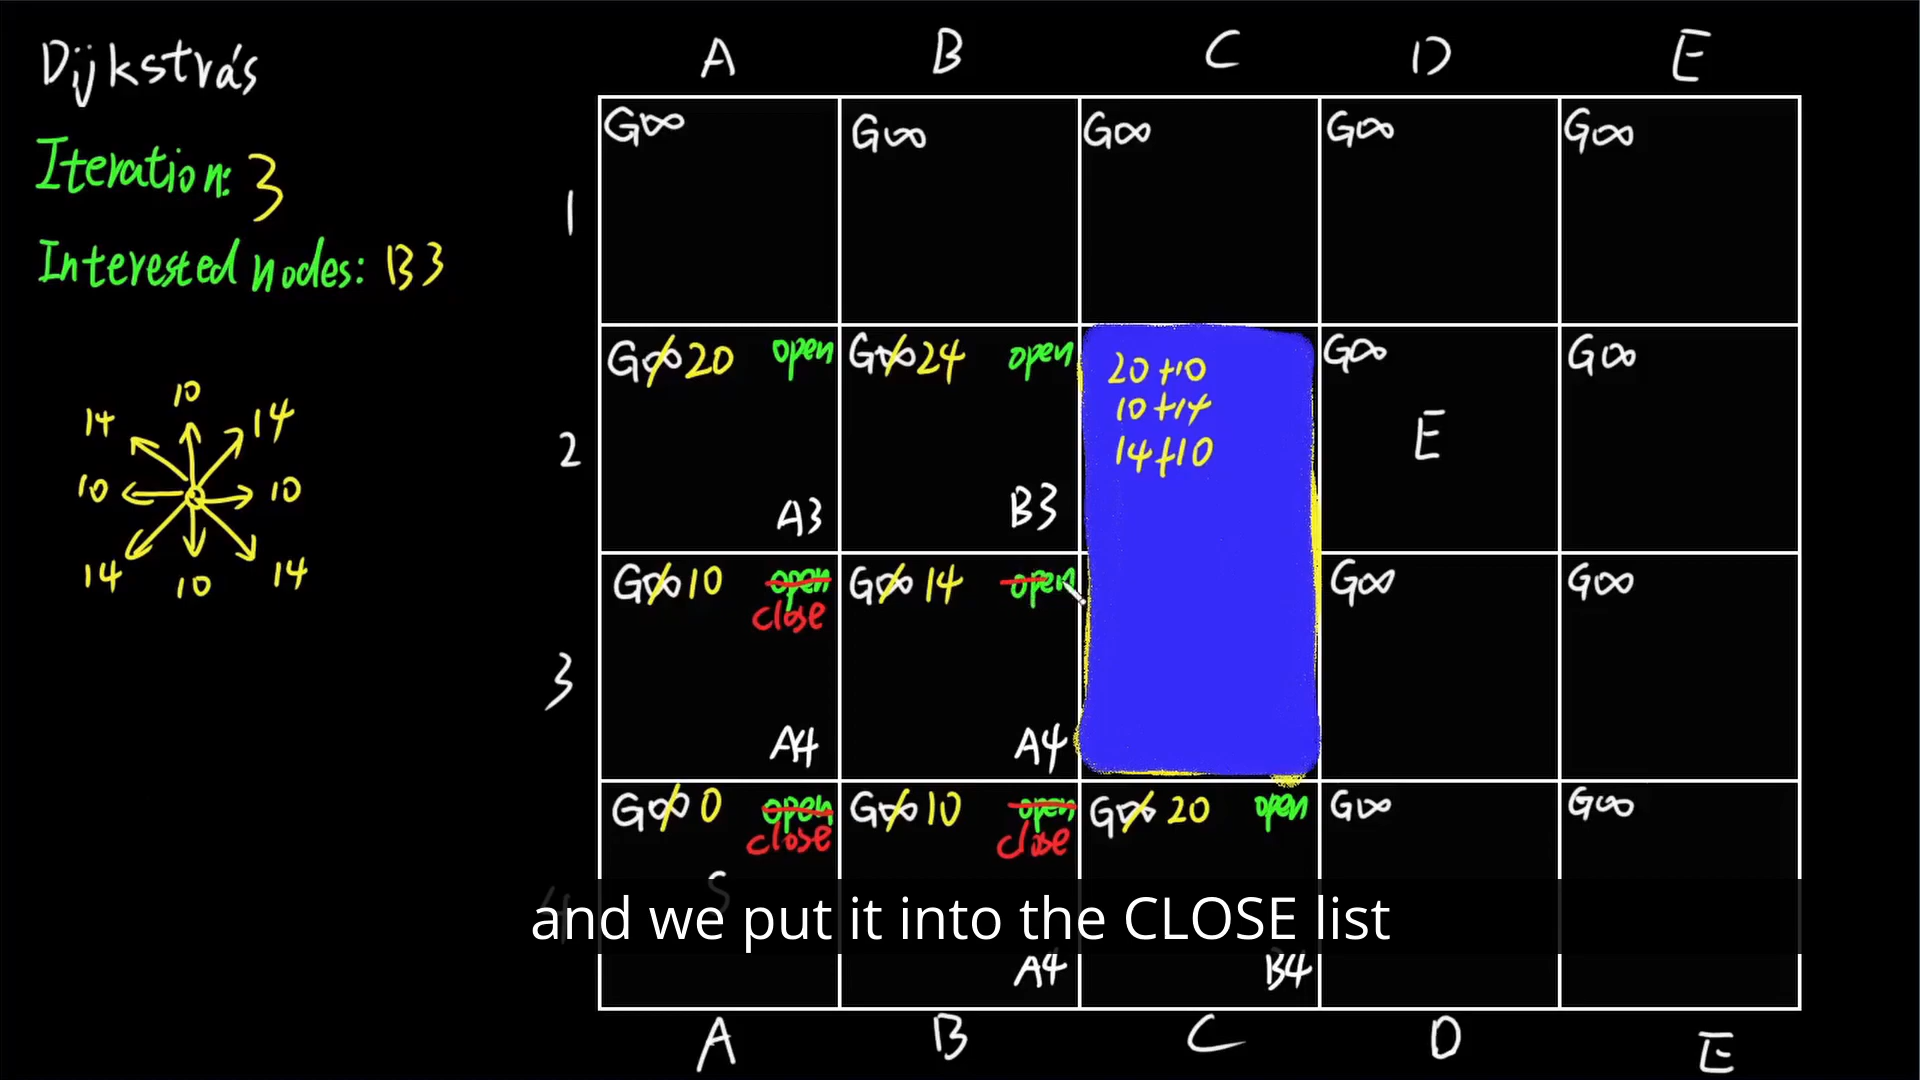 Dijkstra's
Iteration: 3
Interested nodes: B3
10
14 14
10 10
14 10 14
A B C D E
1
G∞ G∞ G∞ G∞ G∞
2
G∞ 20 open G∞ 24 open G∞ G∞
20+10
10+14
14+10
E
A3 B3
3
G∞ 10 open G∞ 14 open G∞ G∞
close
A4 A4
4
G∞ 0 open G∞ 10 open G∞ 20 open G∞ G∞
close close
S
and we put it into the CLOSE list
A4 B4
A B C D E